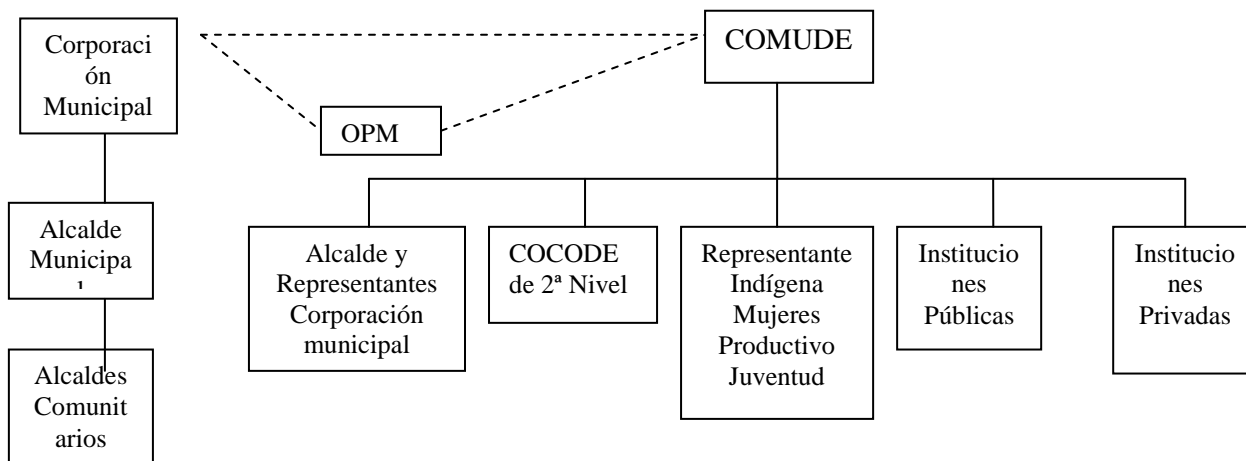 Corporaci
ón
Municipal
COMUDE
OPM
Alcalde
Municipa
l
Alcalde y
Representantes
Corporación
municipal
COCODE
de 2ª Nivel
Representante
Indígena
Mujeres
Productivo
Juventud
Institucio
nes
Públicas
Institucio
nes
Privadas
Alcaldes
Comunit
arios